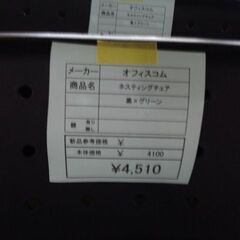 メーカー オフィスコム
商品名 ネスティングチェア
黒×グリーン
新品参考価格 ¥
本体価格 ¥ 4100
¥4,510